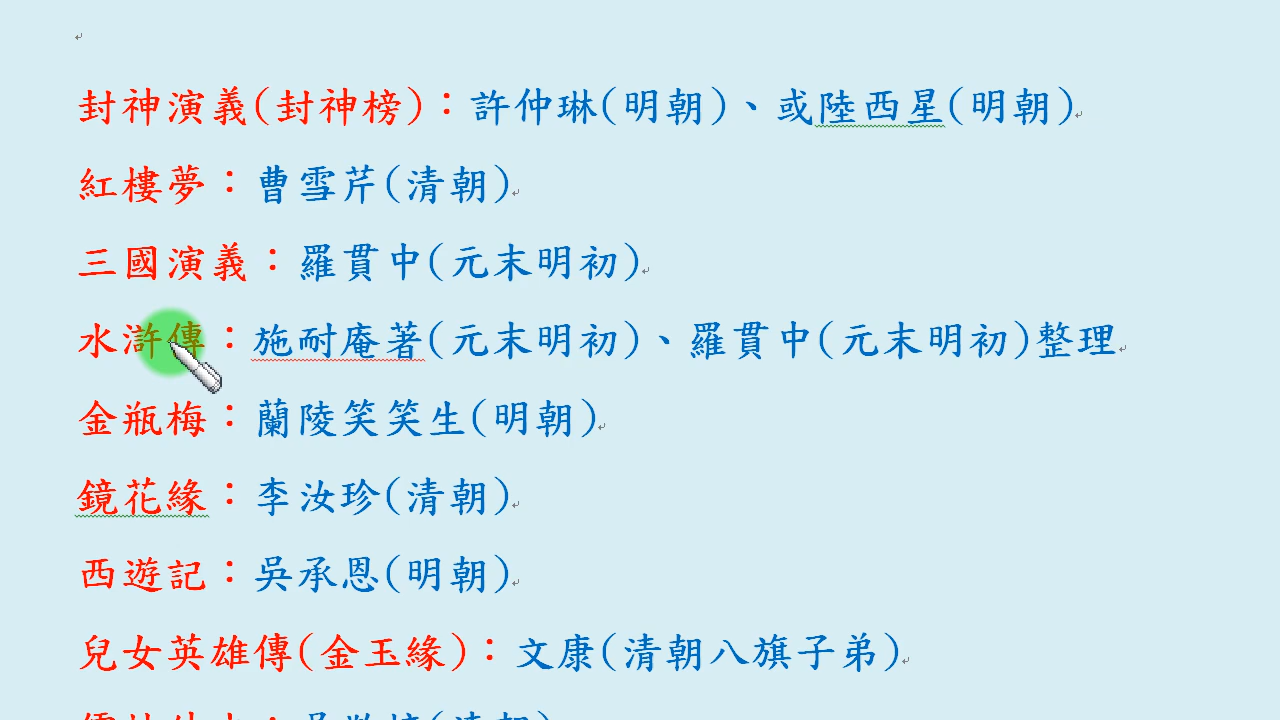 封神演義(封神榜)：許仲琳(明朝)、或陸西星(明朝)
紅樓夢：曹雪芹(清朝)
三國演義：羅貫中(元末明初)
水滸傳：施耐庵著(元末明初)、羅貫中(元末明初)整理
金瓶梅：蘭陵笑笑生(明朝)
鏡花緣：李汝珍(清朝)
西遊記：吳承恩(明朝)
兒女英雄傳(金玉緣)：文康(清朝八旗子弟)